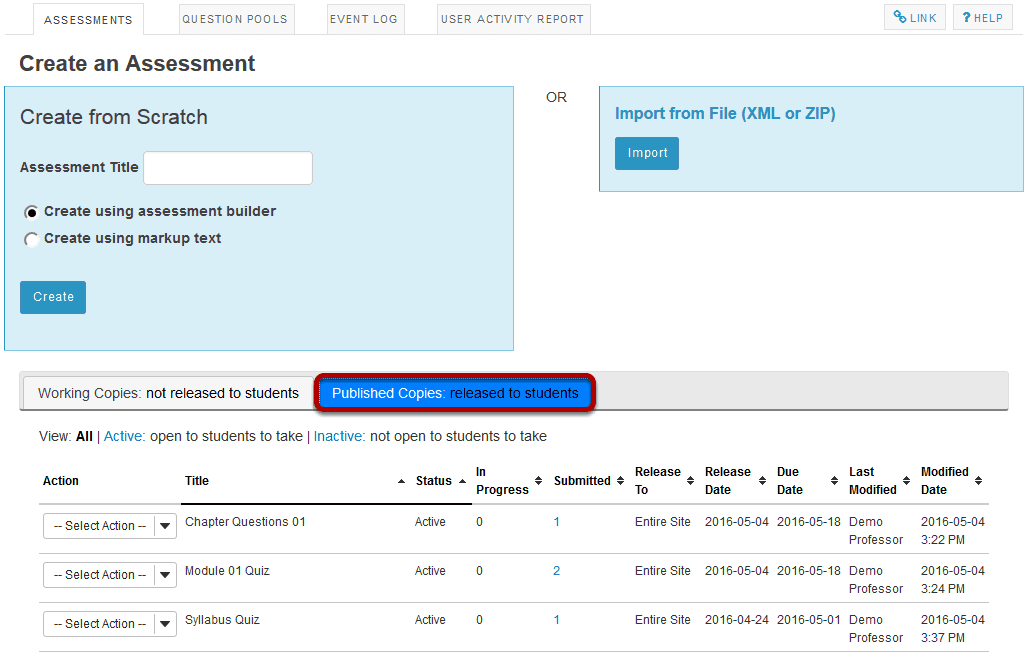 ASSESSMENTS QUESTION POOLS EVENT LOG USER ACTIVITY REPORT LINK ? HELP
Create an Assessment
Create from Scratch
OR
Import from File (XML or ZIP)
Import
Assessment Title
Create using assessment builder
Create using markup text
Create
Working Copies: not released to students Published Copies: released to students
View: All | Active: open to students to take | Inactive: not open to students to take
Action Title Status In Progress Submitted Release To Release Date Due Date Last Modified Modified Date
-- Select Action -- Chapter Questions 01 Active 0 1 Entire Site 2016-05-04 2016-05-18 Demo Professor 2016-05-04 3:22 PM
-- Select Action -- Module 01 Quiz Active 0 2 Entire Site 2016-05-04 2016-05-18 Demo Professor 2016-05-04 3:24 PM
-- Select Action -- Syllabus Quiz Active 0 1 Entire Site 2016-04-24 2016-05-01 Demo Professor 2016-05-04 3:37 PM